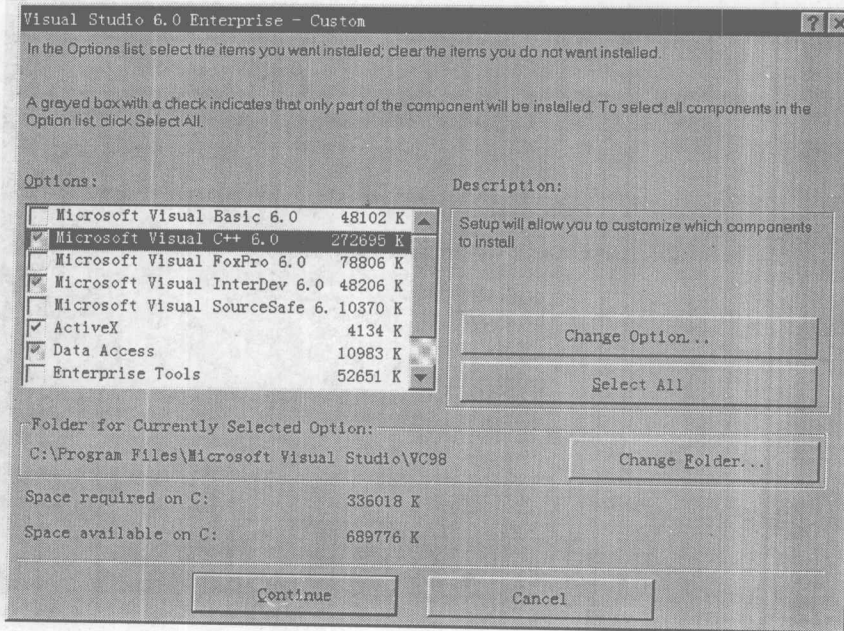 Visual Studio 6.0 Enterprise - Custom
In the Options list, select the items you want installed; clear the items you do not want installed.
A grayed box with a check indicates that only part of the component will be installed. To select all components in the
Option list, click Select All.
Options:
Microsoft Visual Basic 6.0 48102 K
Microsoft Visual C++ 6.0 272695 K
Microsoft Visual FoxPro 6.0 78806 K
Microsoft Visual InterDev 6.0 48206 K
Microsoft Visual SourceSafe 6. 10370 K
ActiveX 4134 K
Data Access 10983 K
Enterprise Tools 52651 K
Description:
Setup will allow you to customize which components
to install
Change Option...
Select All
Folder for Currently Selected Option:
C:\Program Files\Microsoft Visual Studio\VC98
Change Folder...
Space required on C: 336018 K
Space available on C: 689776 K
Continue
Cancel